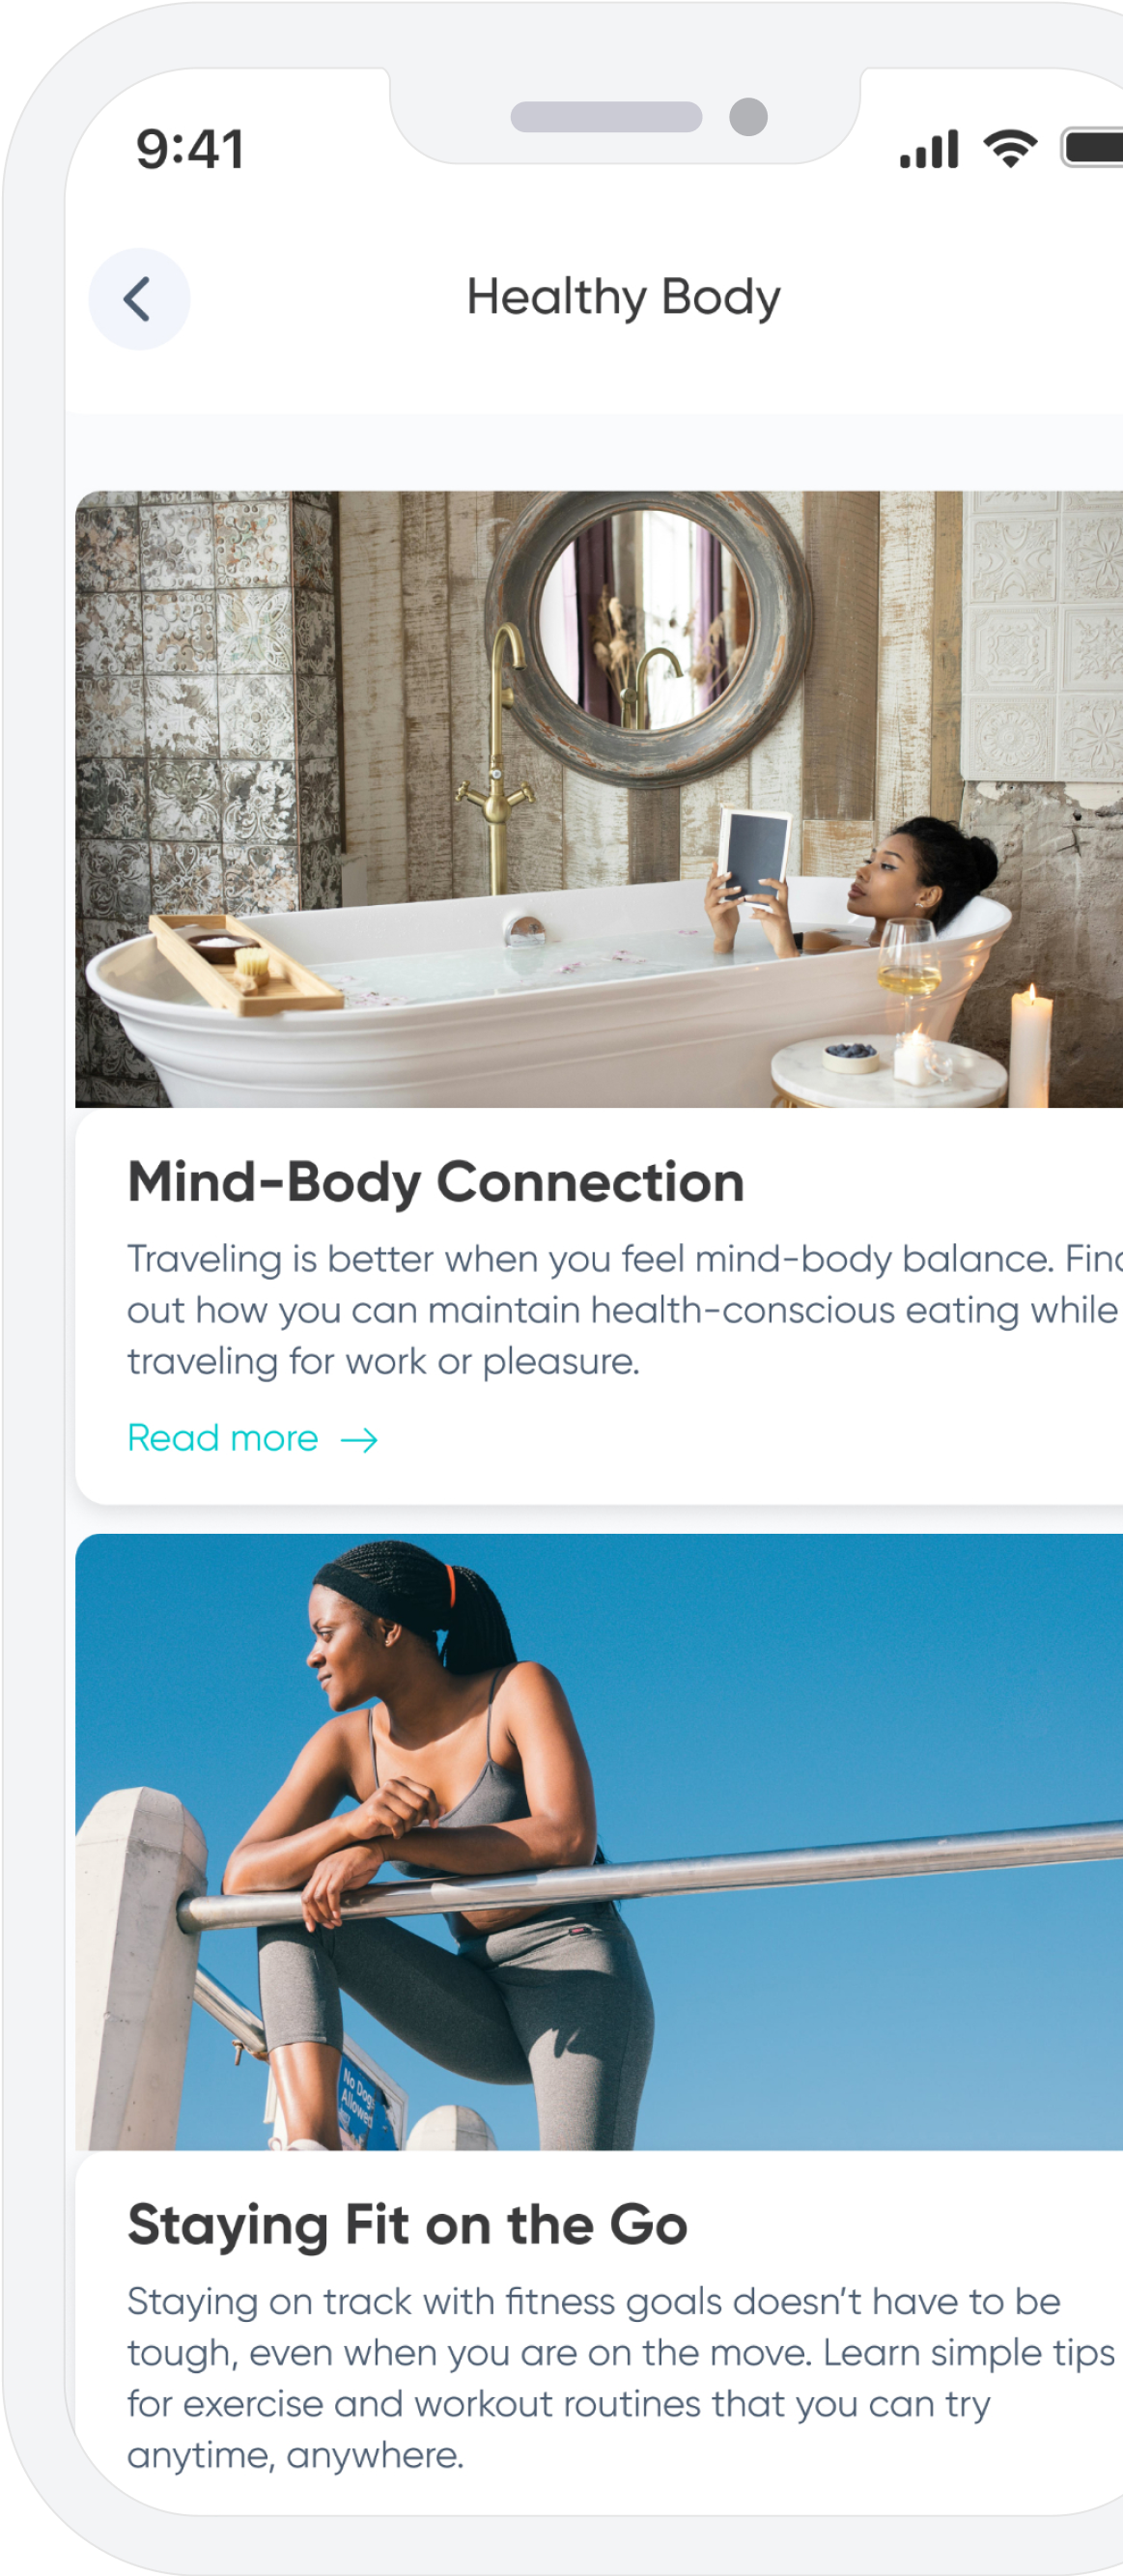 9:41
Healthy Body
Mind-Body Connection
Traveling is better when you feel mind-body balance. Find
out how you can maintain health-conscious eating while
traveling for work or pleasure.
Read more →
No Dogs
Allowed
Staying Fit on the Go
Staying on track with fitness goals doesn’t have to be
tough, even when you are on the move. Learn simple tips
for exercise and workout routines that you can try
anytime, anywhere.